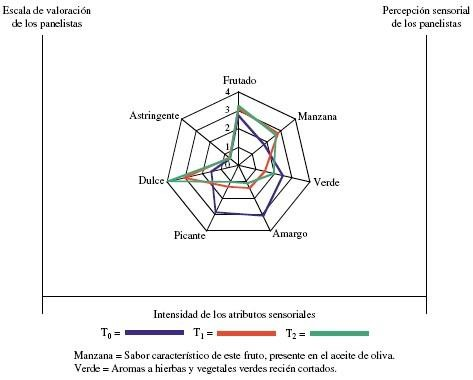 Escala de valoración
de los panelistas
Percepción sensorial
de los panelistas
Frutado
4
3
2
1
0
Astringente
Manzana
Dulce
Verde
Picante
Amargo
Intensidad de los atributos sensoriales
T0 =
T1 =
T2 =
Manzana = Sabor característico de este fruto, presente en el aceite de oliva.
Verde = Aromas a hierbas y vegetales verdes recién cortados.